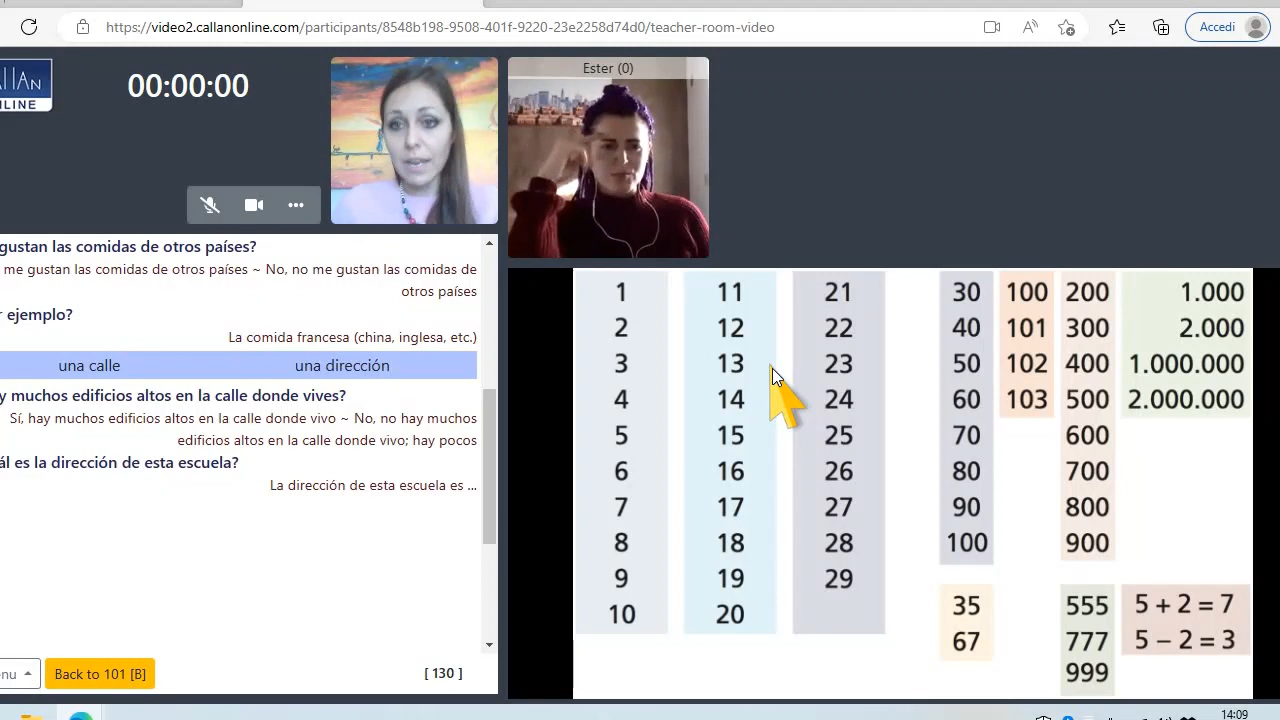 https://video2.callanonline.com/participants/8548b198-9508-401f-9220-23e2258d74d0/teacher-room-video
Accedi
ONLINE
00:00:00
Ester (0)
gustan las comidas de otros países?
me gustan las comidas de otros países ~ No, no me gustan las comidas de
otros países
ejemplo?
La comida francesa (china, inglesa, etc.)
una calle una dirección
muchos edificios altos en la calle donde vives?
Sí, hay muchos edificios altos en la calle donde vivo ~ No, no hay muchos
edificios altos en la calle donde vivo; hay pocos
es la dirección de esta escuela?
La dirección de esta escuela es ...
Back to 101 [B]
[ 130 ]
1 11 21 30 100 200 1.000
2 12 22 40 101 300 2.000
3 13 23 50 102 400 1.000.000
4 14 24 60 103 500 2.000.000
5 15 25 70 600
6 16 26 80 700
7 17 27 90 800
8 18 28 100 900
9 19 29
10 20
35 555 5 + 2 = 7
67 777 5 − 2 = 3
999
14:09